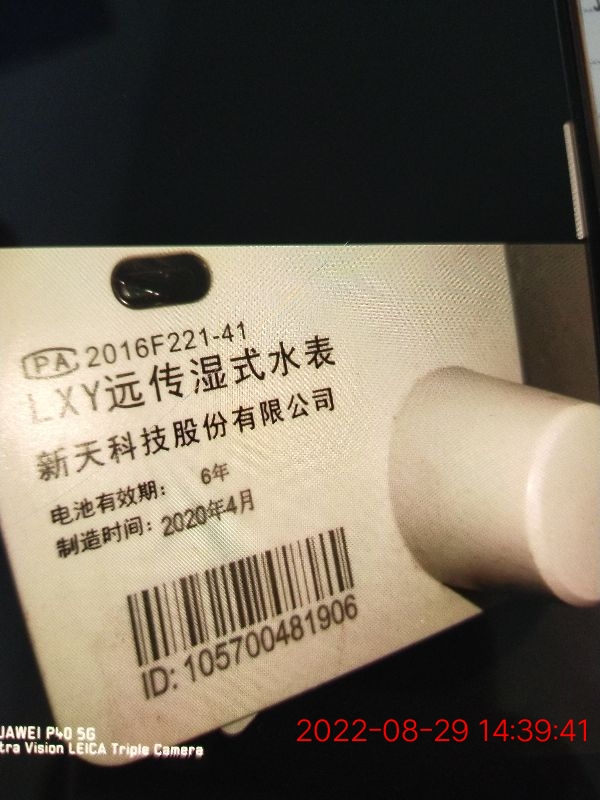 PA 2016F221-41
LXY远传湿式水表
新天科技股份有限公司
电池有效期: 6年
制造时间: 2020年4月
ID: 105700481906
2022-08-29 14:39:41
UAWEI P40 5G
tra Vision LEICA Triple Camera